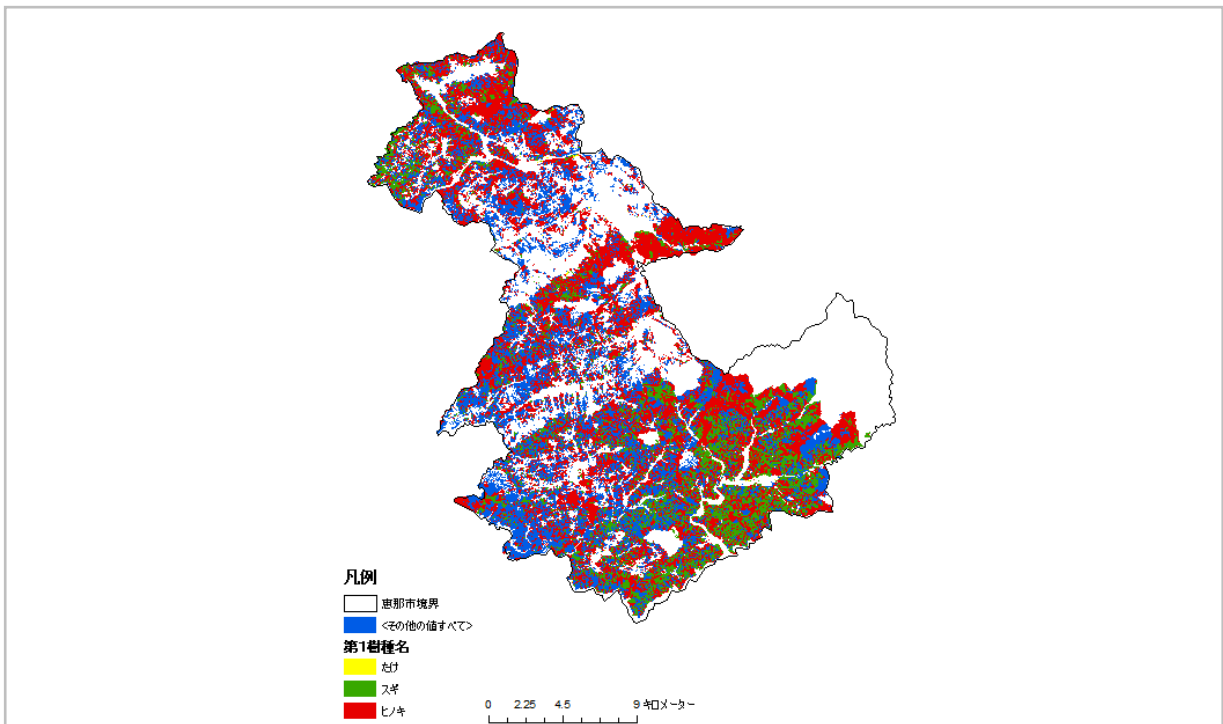 凡例
恵那市境界
<その他の値すべて>
第1樹種名
たけ
スギ
ヒノキ
0 2.25 4.5 9 キロメーター